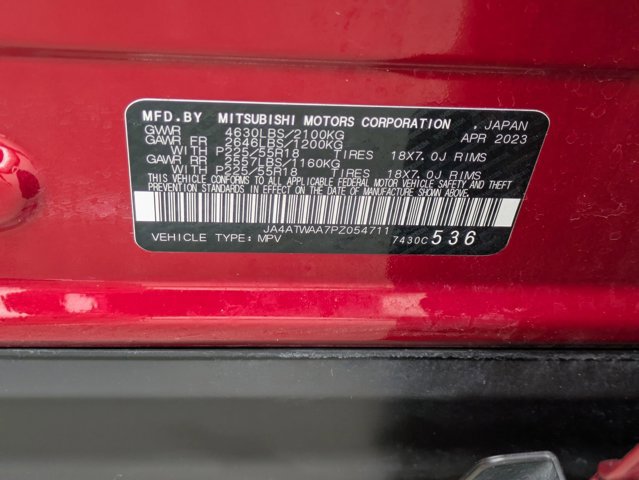 MFD.BY MITSUBISHI MOTORS CORPORATION , JAPAN
GVWR 4630LBS/2100KG APR 2023
GAWR FR 2646LBS/1200KG
WITH P225/55R18 TIRES 18X7.0J RIMS
GAWR RR 2557LBS/1160KG
WITH P225/55R18 TIRES 18X7.0J RIMS
THIS VEHICLE CONFORMS TO ALL APPLICABLE FEDERAL MOTOR VEHICLE SAFETY AND THEFT
PREVENTION STANDARDS IN EFFECT ON THE DATE OF MANUFACTURE SHOWN ABOVE.
JA4ATWAA7PZ054711
VEHICLE TYPE: MPV 7430C 536